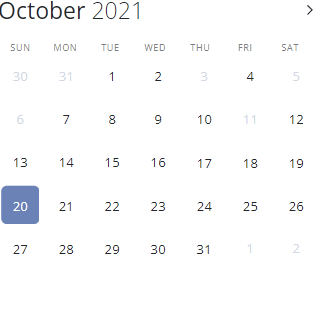 October 2021
SUN MON TUE WED THU FRI SAT
30 31 1 2 3 4 5
6 7 8 9 10 11 12
13 14 15 16 17 18 19
20 21 22 23 24 25 26
27 28 29 30 31 1 2